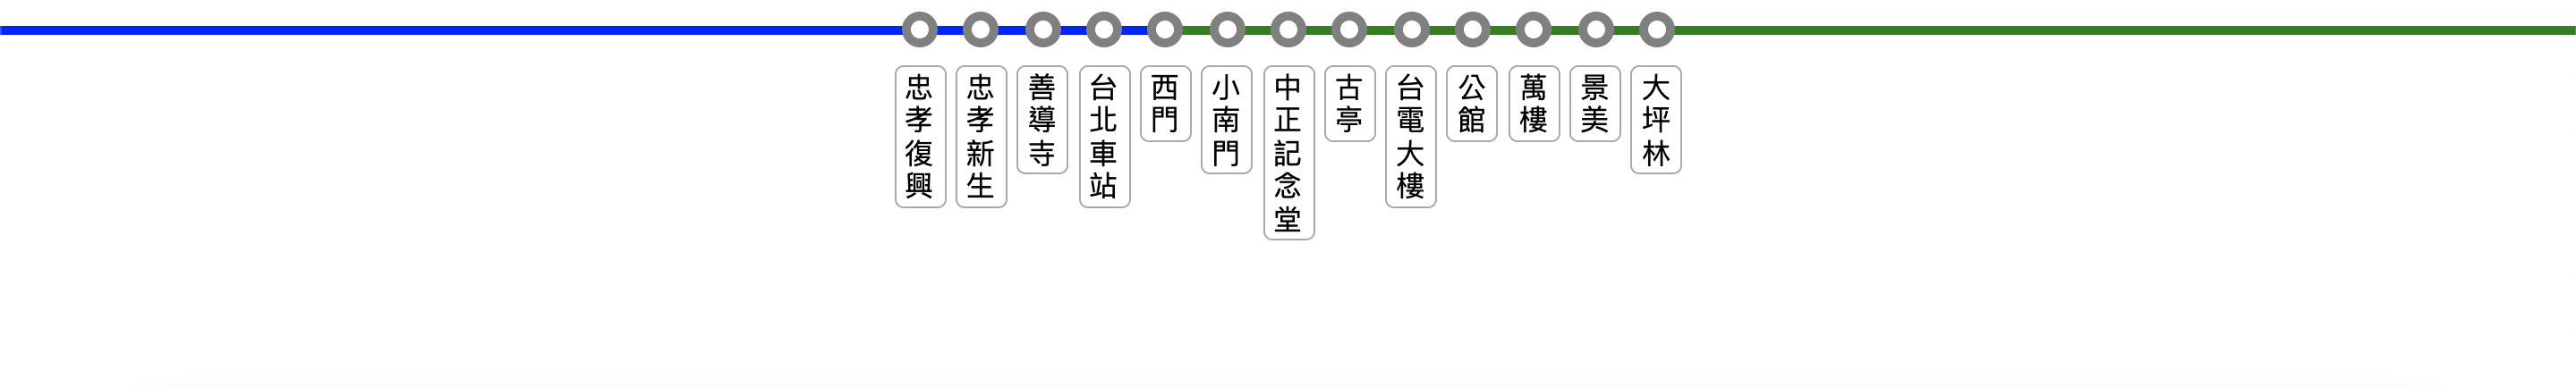 忠孝復興
忠孝新生
善導寺
台北車站
西門
小南門
中正記念堂
古亭
台電大樓
公館
萬樓
景美
大坪林